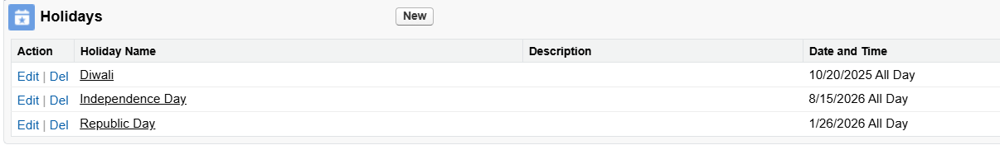 Holidays New
Action Holiday Name Description Date and Time
Edit | Del Diwali 10/20/2025 All Day
Edit | Del Independence Day 8/15/2026 All Day
Edit | Del Republic Day 1/26/2026 All Day